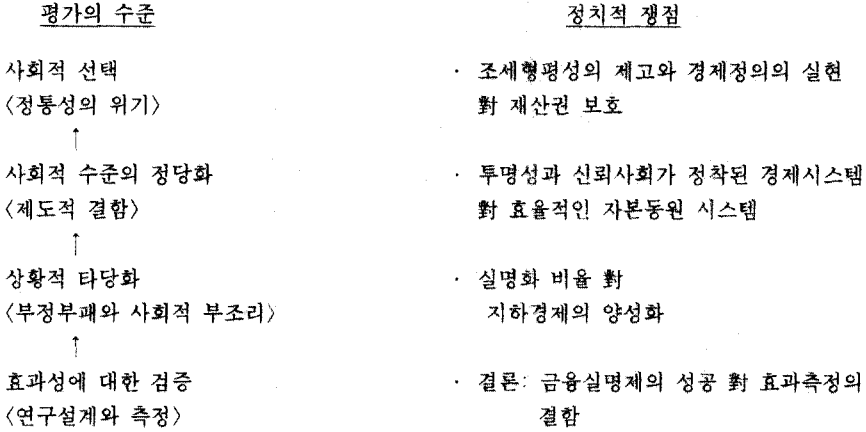 평가의 수준
정치적 쟁점
사회적 선택
〈정통성의 위기〉
↑
사회적 수준의 정당화
〈제도적 결함〉
↑
상황적 타당화
〈부정부패와 사회적 부조리〉
↑
효과성에 대한 검증
〈연구설계와 측정〉
· 조세형평성의 제고와 경제정의의 실현
對 재산권 보호
· 투명성과 신뢰사회가 정착된 경제시스템
對 효율적인 자본동원 시스템
· 실명화 비율 對
지하경제의 양성화
· 결론: 금융실명제의 성공 對 효과측정의
결함